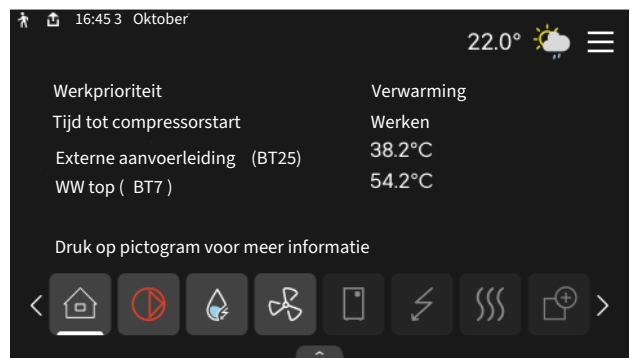 16:45 3 Oktober
22.0°
Werkprioriteit Verwarming
Tijd tot compressorstart Werken
Externe aanvoerleiding (BT25) 38.2°C
WW top ( BT7 ) 54.2°C
Druk op pictogram voor meer informatie